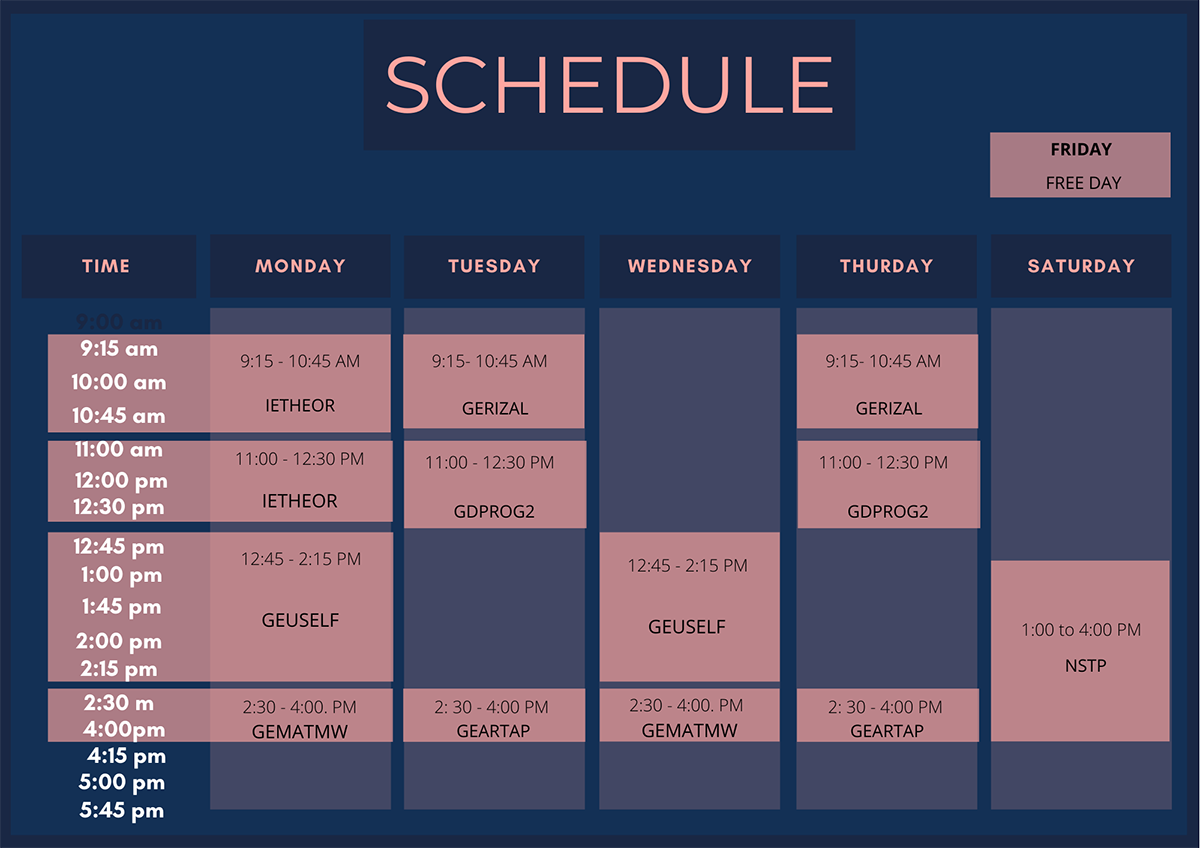 SCHEDULE
FRIDAY
FREE DAY
TIME
MONDAY
TUESDAY
WEDNESDAY
THURDAY
SATURDAY
9:00 am
9:15 am
10:00 am
10:45 am
11:00 am
12:00 pm
12:30 pm
12:45 pm
1:00 pm
1:45 pm
2:00 pm
2:15 pm
2:30 m
4:00pm
4:15 pm
5:00 pm
5:45 pm
9:15 - 10:45 AM
IETHEOR
11:00 - 12:30 PM
IETHEOR
12:45 - 2:15 PM
GEUSELF
2:30 - 4:00. PM
GEMATMW
9:15- 10:45 AM
GERIZAL
11:00 - 12:30 PM
GDPROG2
2: 30 - 4:00 PM
GEARTAP
12:45 - 2:15 PM
GEUSELF
2:30 - 4:00. PM
GEMATMW
9:15- 10:45 AM
GERIZAL
11:00 - 12:30 PM
GDPROG2
2: 30 - 4:00 PM
GEARTAP
1:00 to 4:00 PM
NSTP